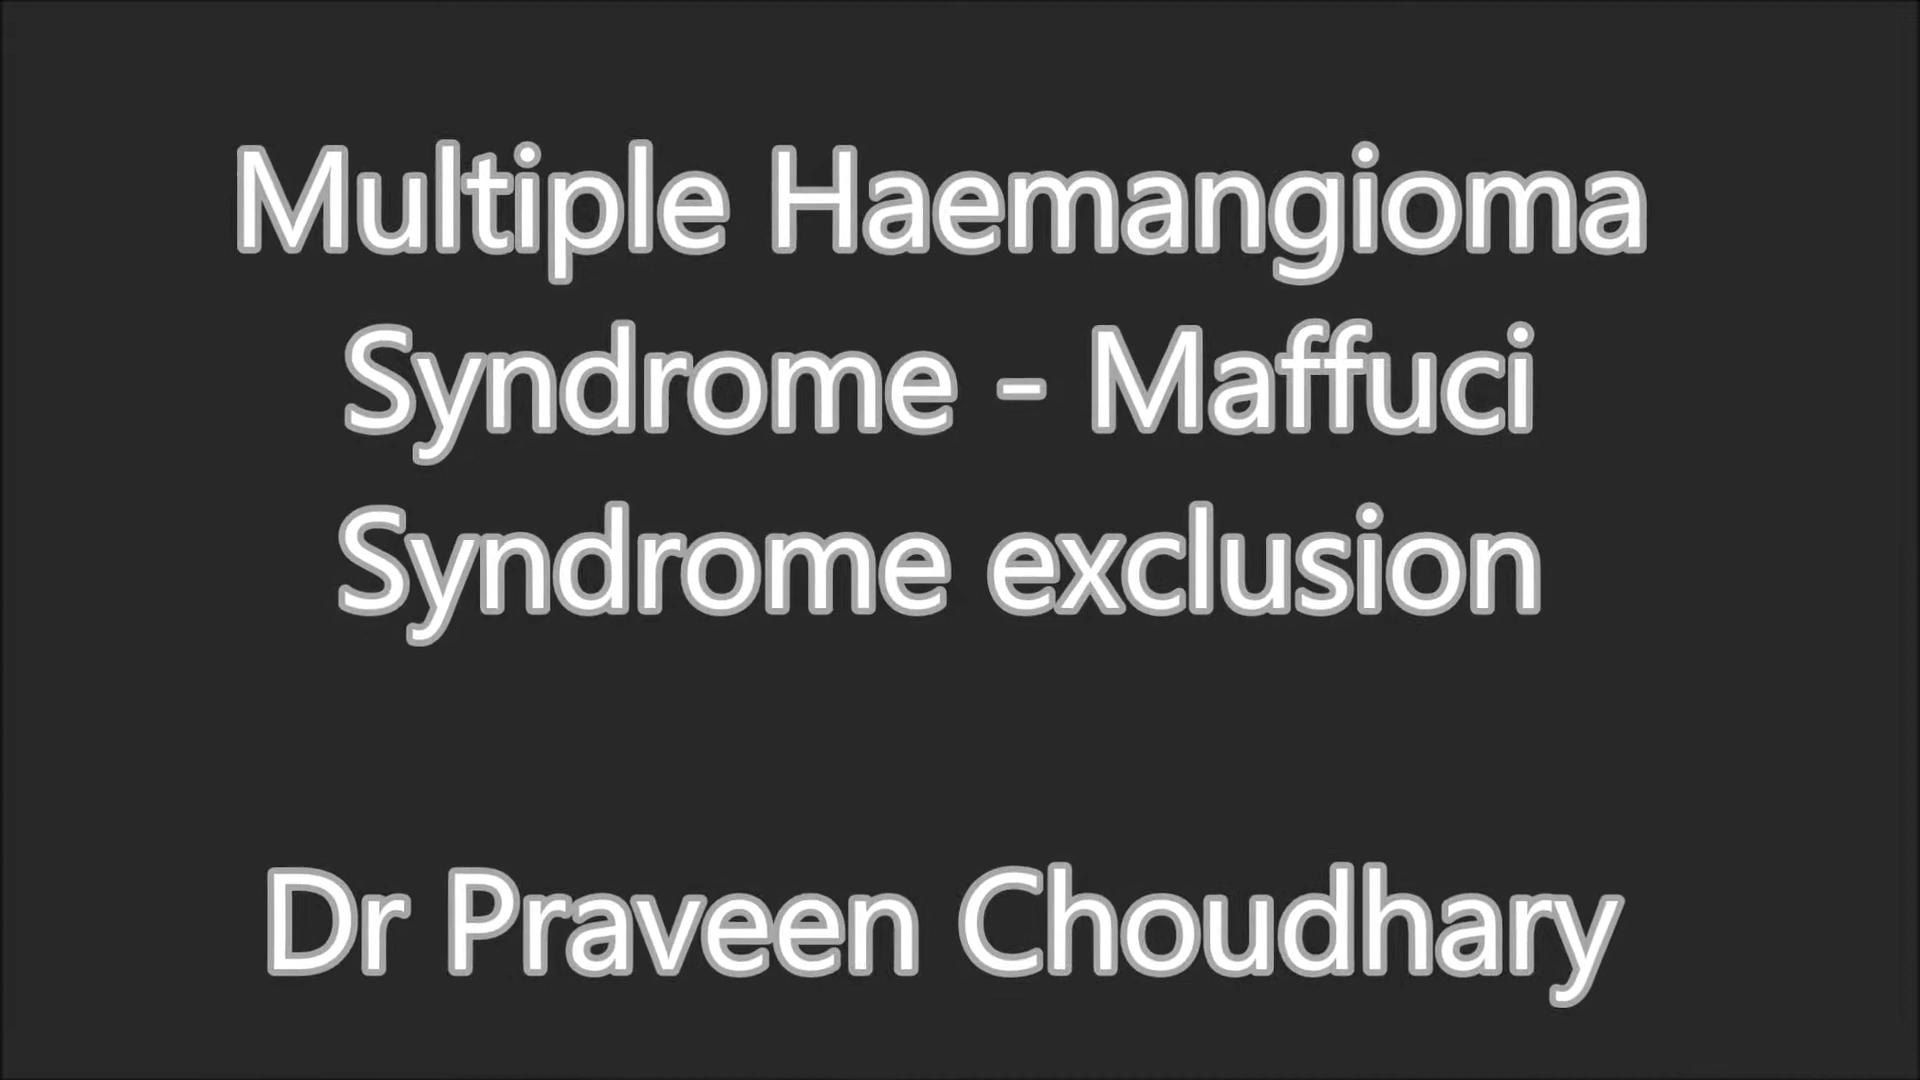 Multiple Haemangioma
Syndrome - Maffuci
Syndrome exclusion
Dr Praveen Choudhary